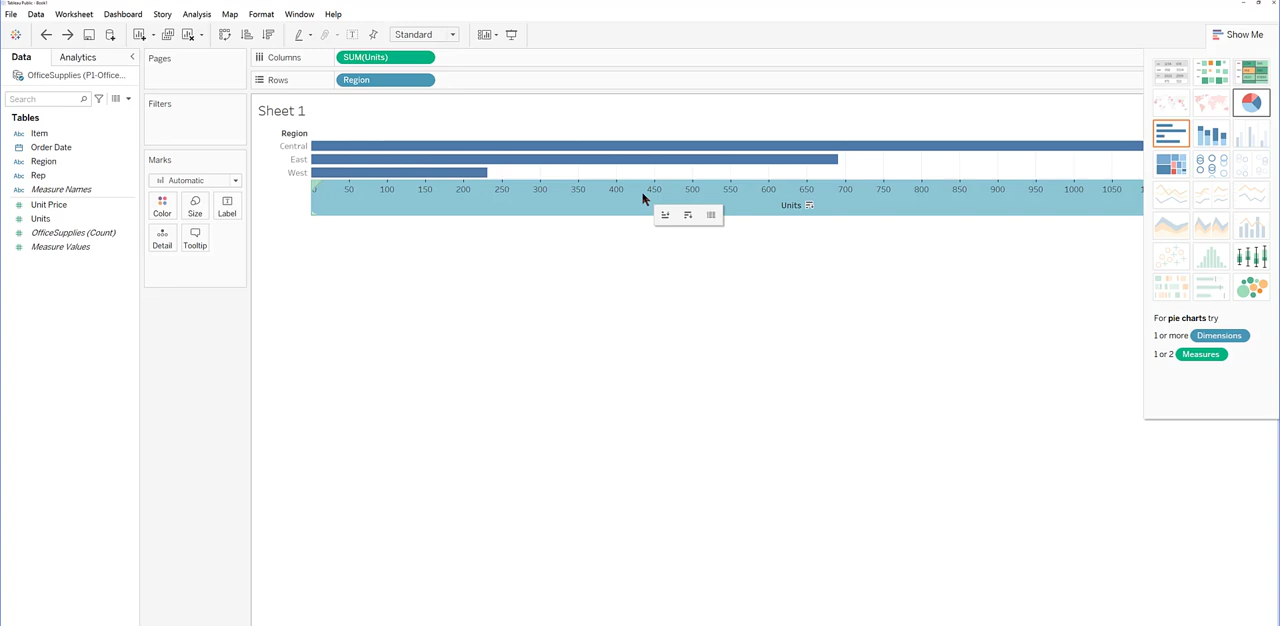 Tableau Public - Book1
File Data Worksheet Dashboard Story Analysis Map Format Window Help
Standard
Show Me
Data Analytics
OfficeSupplies (P1-Office...
Search
Tables
Abc Item
Order Date
Abc Region
Abc Rep
Abc Measure Names
# Unit Price
# Units
# OfficeSupplies (Count)
# Measure Values
Pages
Filters
Marks
Automatic
Color Size Label
Detail Tooltip
Columns SUM(Units)
Rows Region
Sheet 1
Region
Central
East
West
50 100 150 200 250 300 350 400 450 500 550 600 650 700 750 800 850 900 950 1000 1050
Units
For pie charts try
1 or more Dimensions
1 or 2 Measures